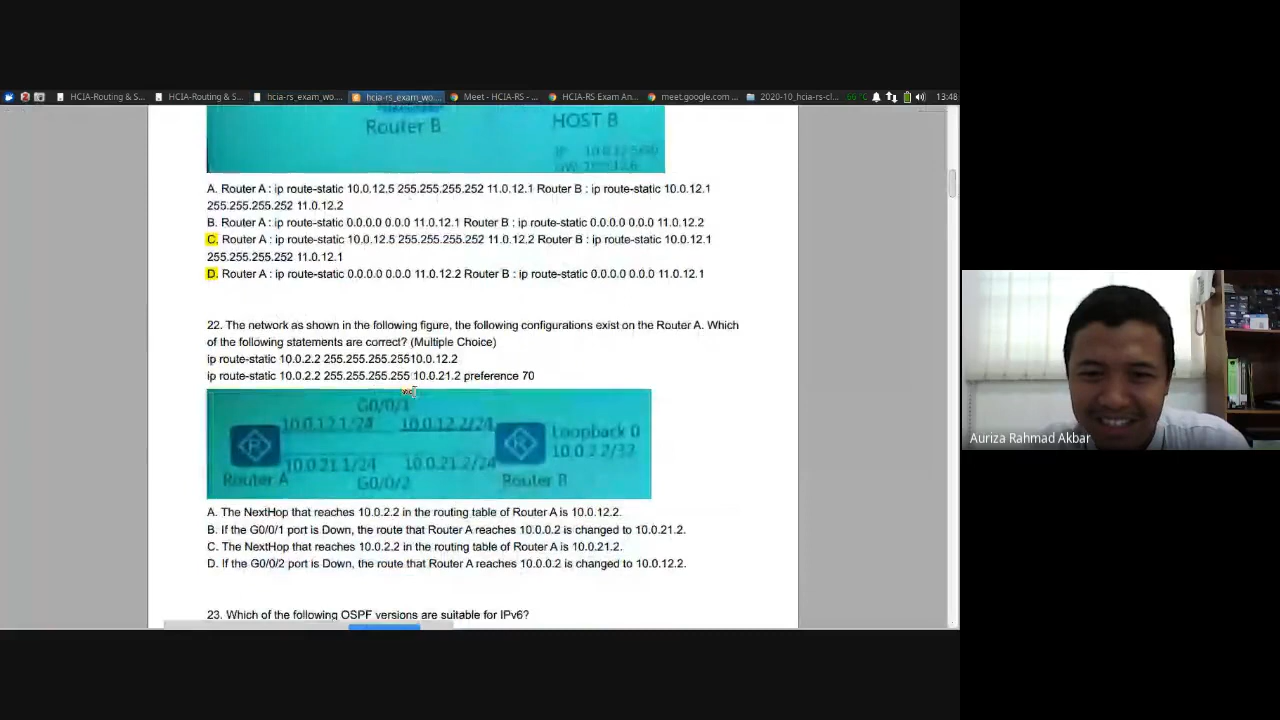 HCIA-Routing & S...
HCIA-Routing & S...
hcia-rs_exam_wo...
hcia-rs_exam_wo...
Meet - HCIA-RS - ...
HCIA-RS Exam An...
meet.google.com ...
2020-10_hcia-rs-cl...
66°C
13:48
Router B
HOST B
A. Router A : ip route-static 10.0.12.5 255.255.255.252 11.0.12.1 Router B : ip route-static 10.0.12.1
255.255.255.252 11.0.12.2
B. Router A : ip route-static 0.0.0.0 0.0.0 11.0.12.1 Router B : ip route-static 0.0.0.0 0.0.0 11.0.12.2
C. Router A : ip route-static 10.0.12.5 255.255.255.252 11.0.12.2 Router B : ip route-static 10.0.12.1
255.255.255.252 11.0.12.1
D. Router A : ip route-static 0.0.0.0 0.0.0 11.0.12.2 Router B : ip route-static 0.0.0.0 0.0.0 11.0.12.1
22. The network as shown in the following figure, the following configurations exist on the Router A. Which
of the following statements are correct? (Multiple Choice)
ip route-static 10.0.2.2 255.255.255.25510.0.12.2
ip route-static 10.0.2.2 255.255.255.255 10.0.21.2 preference 70
G0/0/1
10.0.12.1/24 10.0.12.2/24
Loopback 0
10.0.2.2/32
10.0.21.1/24 10.0.21.2/24
Router A G0/0/2 Router B
A. The NextHop that reaches 10.0.2.2 in the routing table of Router A is 10.0.12.2.
B. If the G0/0/1 port is Down, the route that Router A reaches 10.0.0.2 is changed to 10.0.21.2.
C. The NextHop that reaches 10.0.2.2 in the routing table of Router A is 10.0.21.2.
D. If the G0/0/2 port is Down, the route that Router A reaches 10.0.0.2 is changed to 10.0.12.2.
23. Which of the following OSPF versions are suitable for IPv6?
Auriza Rahmad Akbar